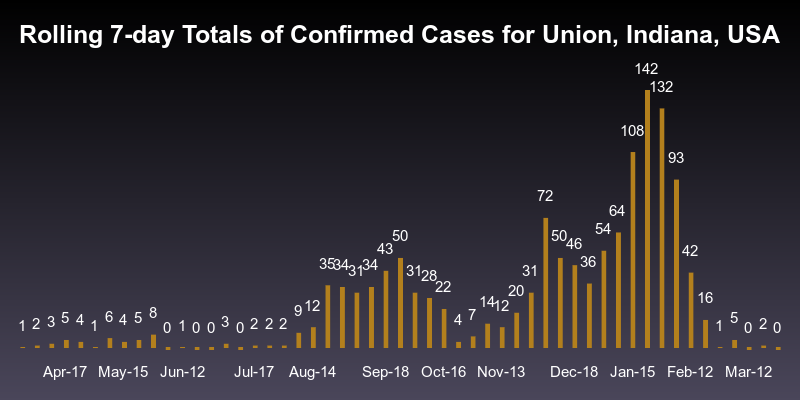 Rolling 7-day Totals of Confirmed Cases for Union, Indiana, USA
1 2 3 5 4 1 6 4 5 8 0 1 0 0 3 0 2 2 2 9 12 35 34 31 34 43 50 31 28 22 4 7 14 12 20 31 72 50 46 36 54 64 108 142 132 93 42 16 1 5 0 2 0
Apr-17 May-15 Jun-12 Jul-17 Aug-14 Sep-18 Oct-16 Nov-13 Dec-18 Jan-15 Feb-12 Mar-12